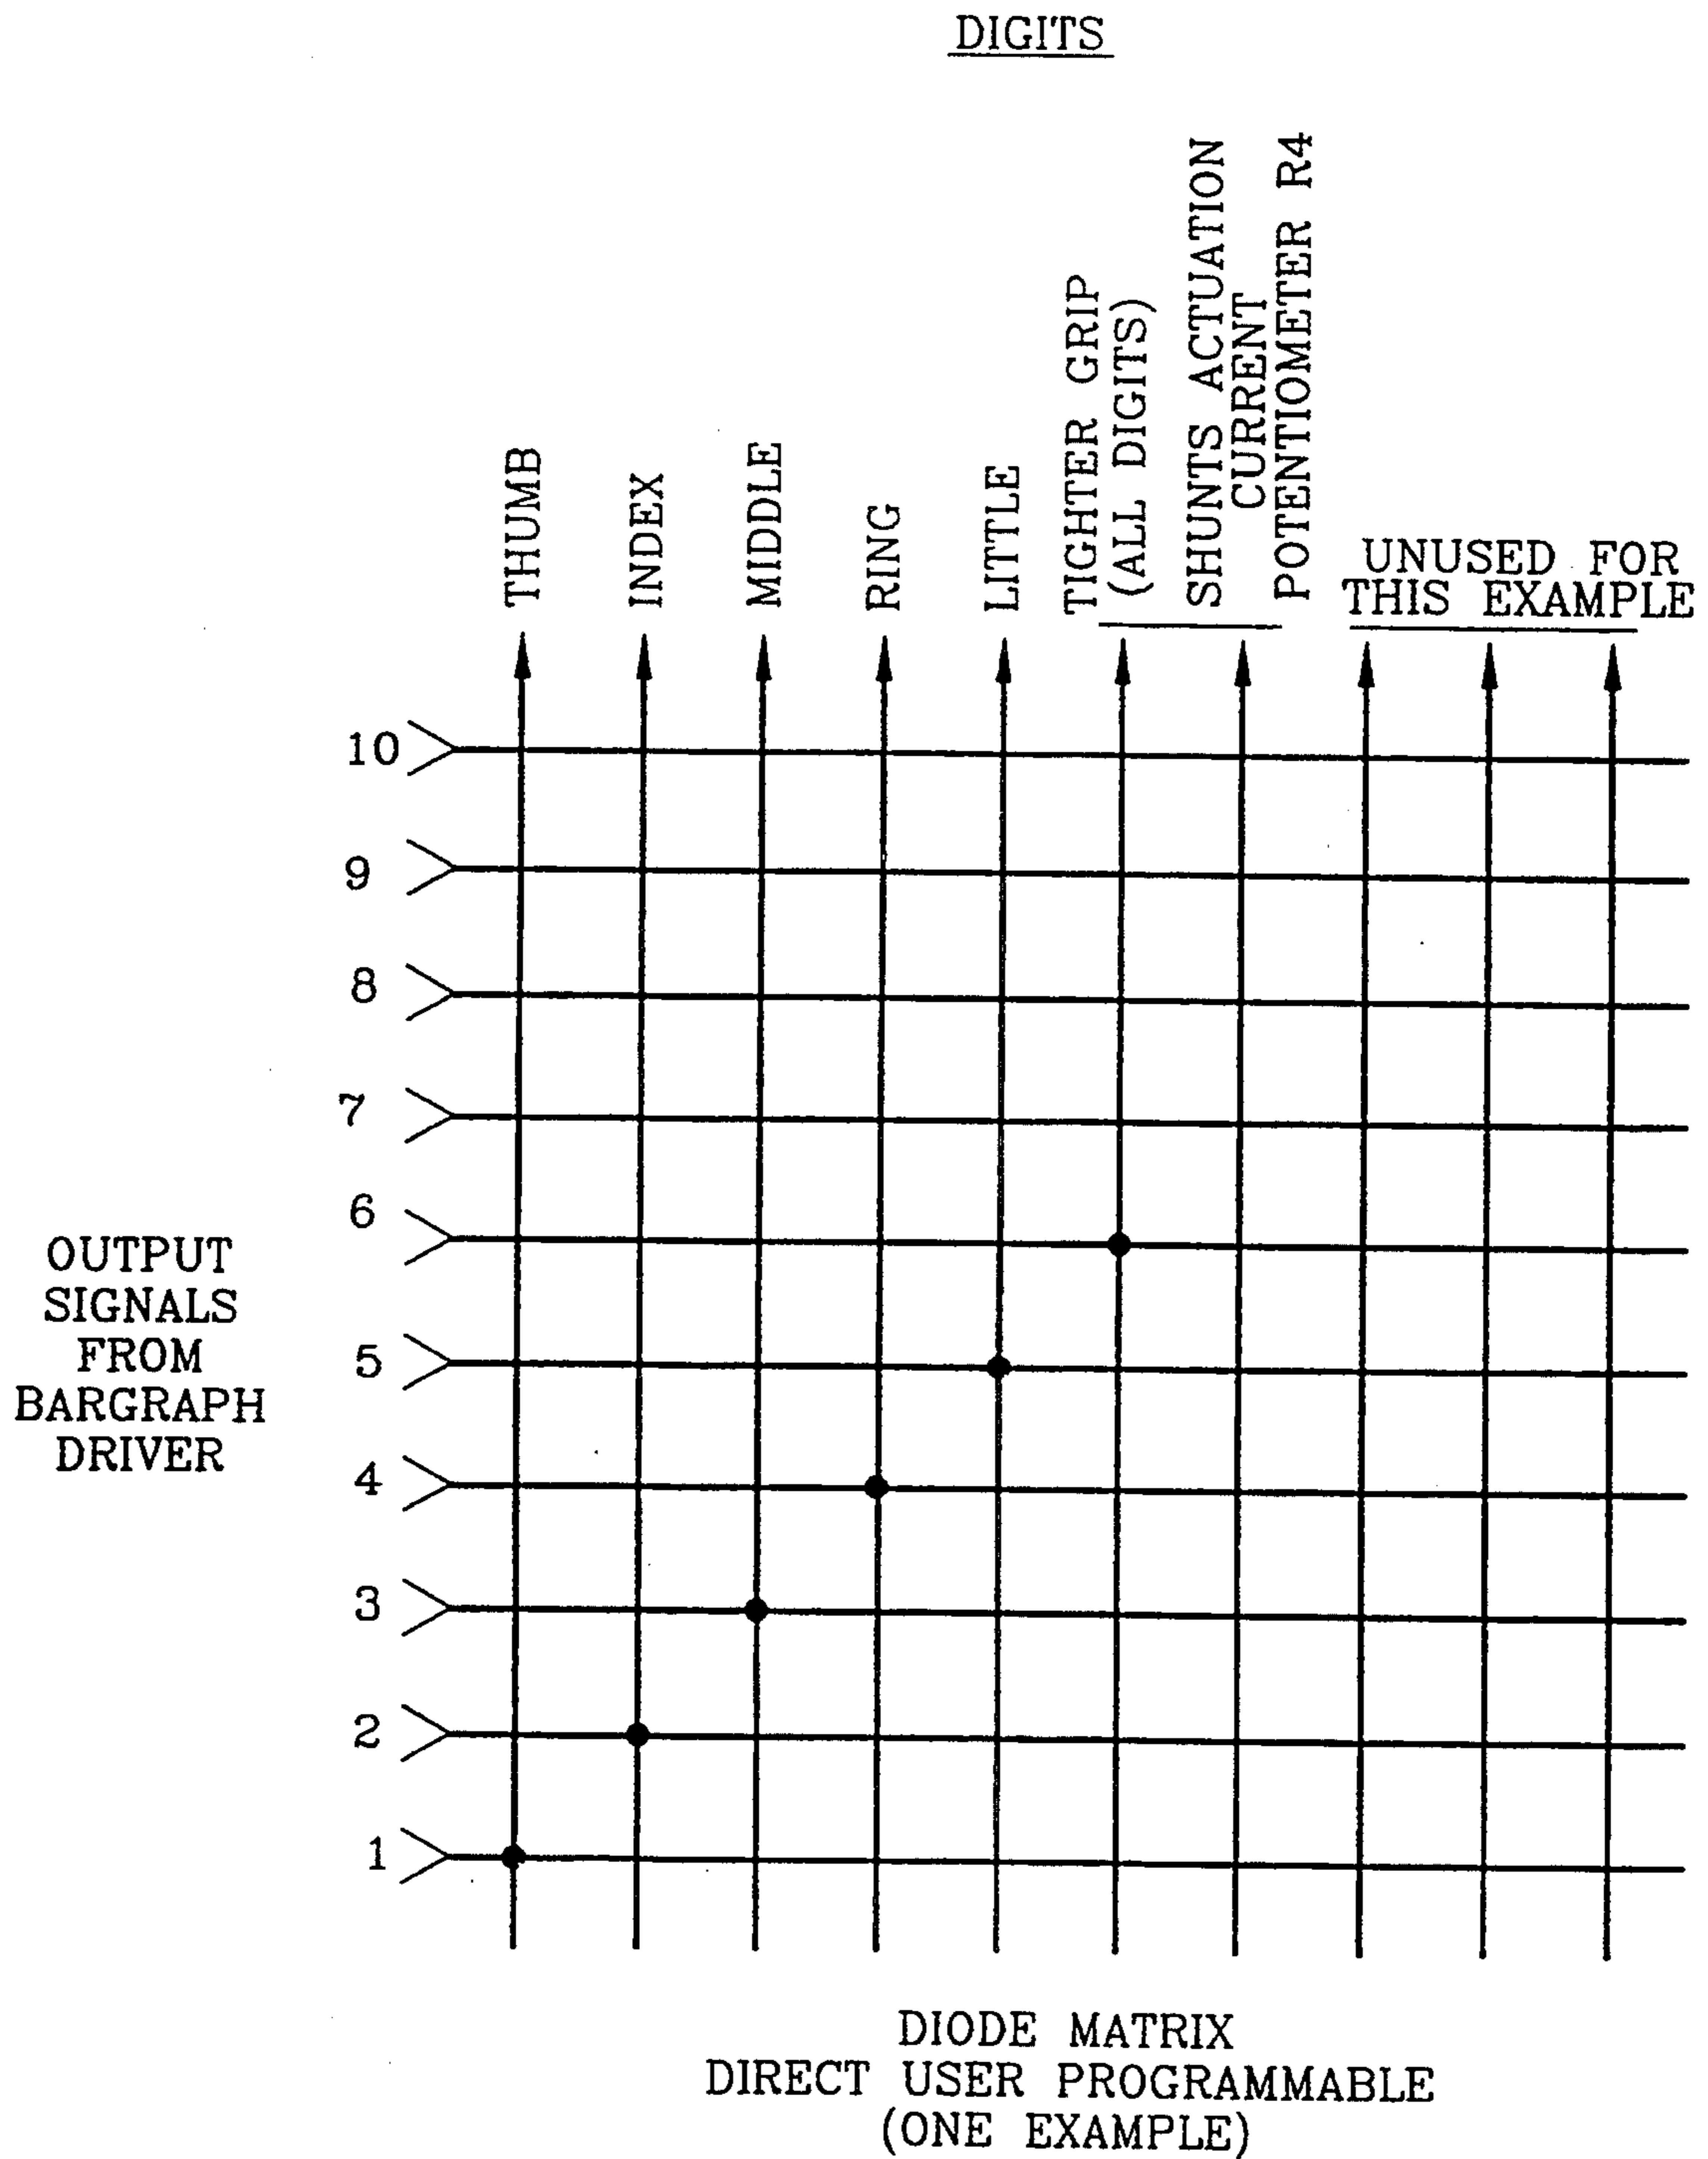 DIGITS
THUMB
INDEX
MIDDLE
RING
LITTLE
TIGHTER GRIP
(ALL DIGITS)
SHUNTS ACTUATION
CURRENT
POTENTIOMETER R4
UNUSED FOR
THIS EXAMPLE
10
9
8
7
6
5
4
3
2
1
OUTPUT
SIGNALS
FROM
BARGRAPH
DRIVER
DIODE MATRIX
DIRECT USER PROGRAMMABLE
(ONE EXAMPLE)